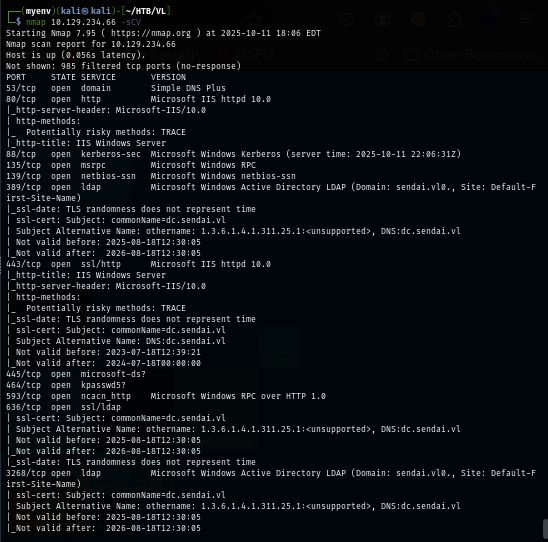 ┌──(myenv)(kali㉿kali)-[~/HTB/VL]
└─$ nmap 10.129.234.66 -sCV
Starting Nmap 7.95 ( https://nmap.org ) at 2025-10-11 18:06 EDT
Nmap scan report for 10.129.234.66
Host is up (0.056s latency).
Not shown: 985 filtered tcp ports (no-response)
Other Bookmarks
PORT     STATE SERVICE       VERSION
53/tcp   open  domain        Simple DNS Plus
80/tcp   open  http          Microsoft IIS httpd 10.0
|_http-server-header: Microsoft-IIS/10.0
| http-methods:
|_  Potentially risky methods: TRACE
|_http-title: IIS Windows Server
88/tcp   open  kerberos-sec  Microsoft Windows Kerberos (server time: 2025-10-11 22:06:31Z)
135/tcp  open  msrpc         Microsoft Windows RPC
139/tcp  open  netbios-ssn   Microsoft Windows netbios-ssn
389/tcp  open  ldap          Microsoft Windows Active Directory LDAP (Domain: sendai.vl0., Site: Default-F
irst-Site-Name)
|_ssl-date: TLS randomness does not represent time
| ssl-cert: Subject: commonName=dc.sendai.vl
| Subject Alternative Name: othername: 1.3.6.1.4.1.311.25.1:<unsupported>, DNS:dc.sendai.vl
| Not valid before: 2025-08-18T12:30:05
|_Not valid after:  2026-08-18T12:30:05
443/tcp  open  ssl/http      Microsoft IIS httpd 10.0
|_http-title: IIS Windows Server
|_http-server-header: Microsoft-IIS/10.0
| http-methods:
|_  Potentially risky methods: TRACE
|_ssl-date: TLS randomness does not represent time
| ssl-cert: Subject: commonName=dc.sendai.vl
| Subject Alternative Name: DNS:dc.sendai.vl
| Not valid before: 2023-07-18T12:39:21
|_Not valid after:  2024-07-18T00:00:00
445/tcp  open  microsoft-ds?
464/tcp  open  kpasswd5?
593/tcp  open  ncacn_http    Microsoft Windows RPC over HTTP 1.0
636/tcp  open  ssl/ldap
| ssl-cert: Subject: commonName=dc.sendai.vl
| Subject Alternative Name: othername: 1.3.6.1.4.1.311.25.1:<unsupported>, DNS:dc.sendai.vl
| Not valid before: 2025-08-18T12:30:05
|_Not valid after:  2026-08-18T12:30:05
|_ssl-date: TLS randomness does not represent time
3268/tcp open  ldap          Microsoft Windows Active Directory LDAP (Domain: sendai.vl0., Site: Default-F
irst-Site-Name)
| ssl-cert: Subject: commonName=dc.sendai.vl
| Subject Alternative Name: othername: 1.3.6.1.4.1.311.25.1:<unsupported>, DNS:dc.sendai.vl
| Not valid before: 2025-08-18T12:30:05
|_Not valid after:  2026-08-18T12:30:05